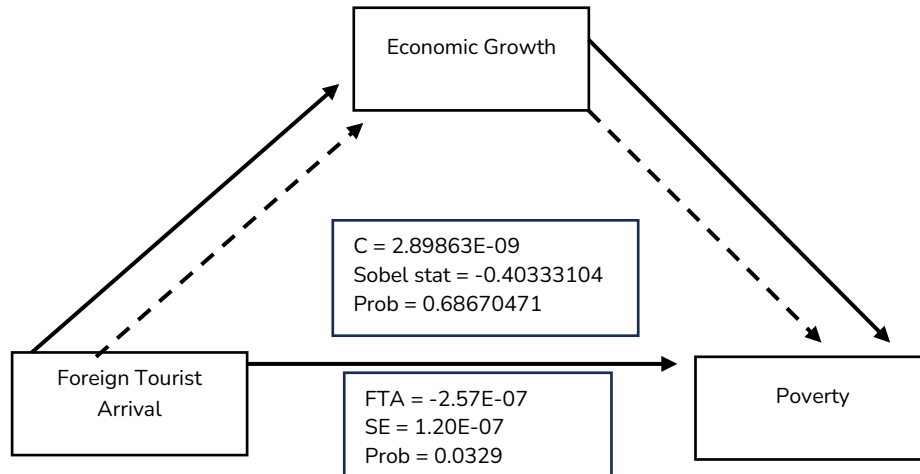 Economic Growth
C = 2.89863E-09
Sobel stat = -0.40333104
Prob = 0.68670471
Foreign Tourist
Arrival
FTA = -2.57E-07
SE = 1.20E-07
Prob = 0.0329
Poverty